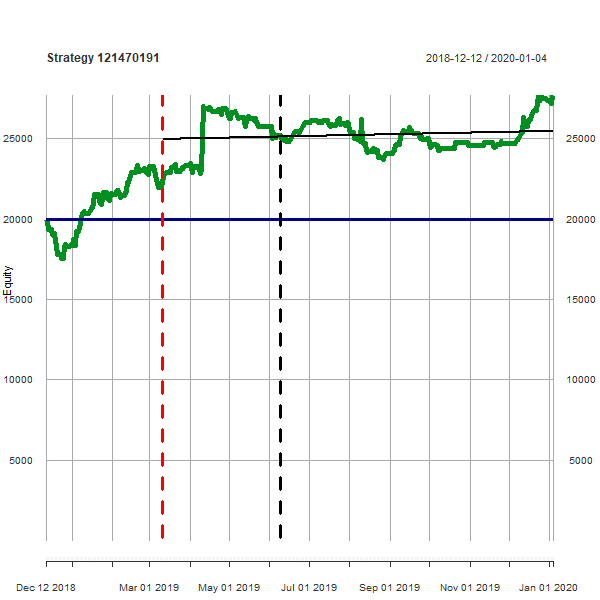 Strategy 121470191
2018-12-12 / 2020-01-04
25000
25000
20000
20000
Equity
15000
15000
10000
10000
5000
5000
Dec 12 2018
Mar 01 2019
May 01 2019
Jul 01 2019
Sep 01 2019
Nov 01 2019
Jan 01 2020